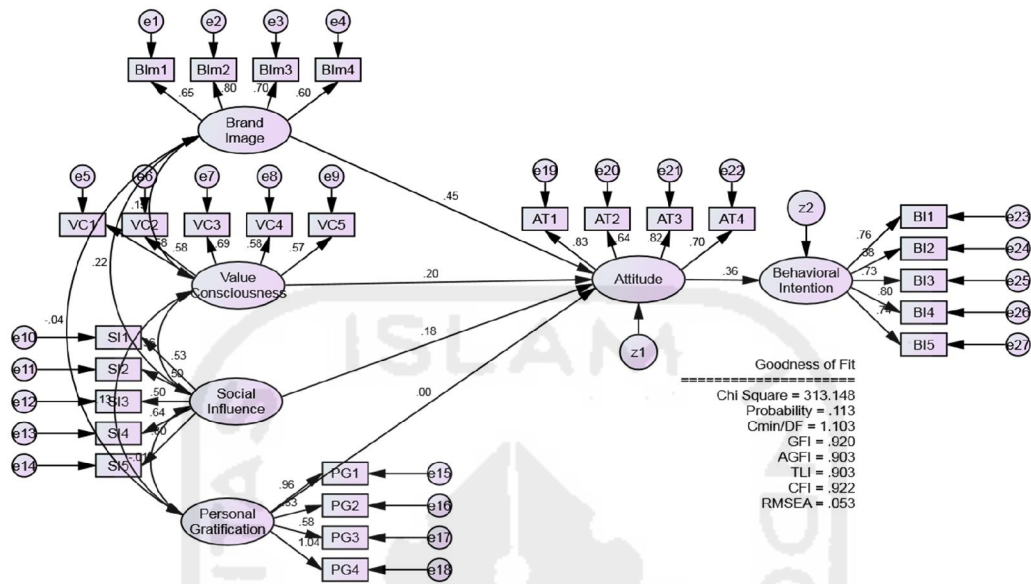 e1 e2 e3 e4
BIm1 BIm2 BIm3 BIm4
.65 .80 .70 .60
Brand
Image
e5 e6 e7 e8 e9
VC1 VC2 VC3 VC4 VC5
.58 .58 .69 .58 .57
Value
Consciousness
.22
-.04
e10 SI1
e11 SI2
e12 SI3
e13 SI4
e14 SI5
.53
.50
.50
.64
Social
Influence
.13
-.01
Personal
Gratification
.96
.58
1.04
PG1 e15
PG2 e16
PG3 e17
PG4 e18
.45
.20
.18
.00
e19 e20 e21 e22
AT1 AT2 AT3 AT4
.83 .64 .82 .70
Attitude
z1
.36
z2
Behavioral
Intention
.76
.73
.80
BI1 e23
BI2 e24
BI3 e25
BI4 e26
BI5 e27
Goodness of Fit
====================
Chi Square = 313.148
Probability = .113
Cmin/DF = 1.103
GFI = .920
AGFI = .903
TLI = .903
CFI = .922
RMSEA = .053
ISLAM